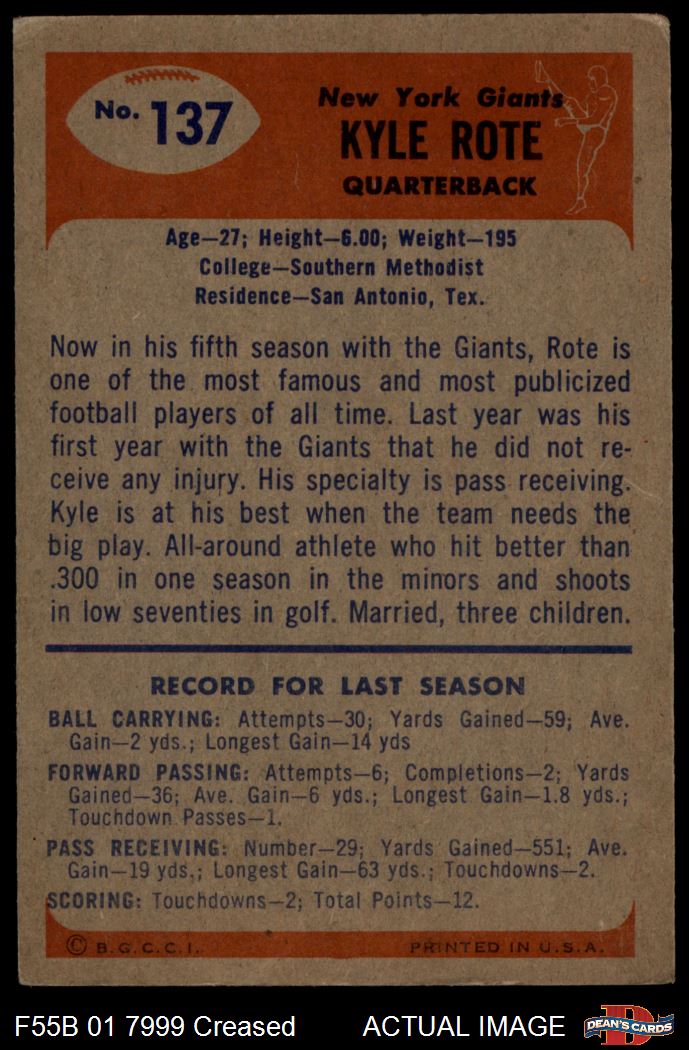 No. 137
New York Giants
KYLE ROTE
QUARTERBACK
Age—27; Height—6.00; Weight—195
College—Southern Methodist
Residence—San Antonio, Tex.
Now in his fifth season with the Giants, Rote is
one of the most famous and most publicized
football players of all time. Last year was his
first year with the Giants that he did not re-
ceive any injury. His specialty is pass receiving.
Kyle is at his best when the team needs the
big play. All-around athlete who hit better than
.300 in one season in the minors and shoots
in low seventies in golf. Married, three children.
RECORD FOR LAST SEASON
BALL CARRYING: Attempts—30; Yards Gained—59; Ave.
Gain—2 yds.; Longest Gain—14 yds
FORWARD PASSING: Attempts—6; Completions—2; Yards
Gained—36; Ave. Gain—6 yds.; Longest Gain—1.8 yds.;
Touchdown Passes—1.
PASS RECEIVING: Number—29; Yards Gained—551; Ave.
Gain—19 yds.; Longest Gain—63 yds.; Touchdowns—2.
SCORING: Touchdowns—2; Total Points—12.
© B.G.C.C.I. PRINTED IN U.S.A.
F55B 01 7999 Creased ACTUAL IMAGE DEAN'S CARDS